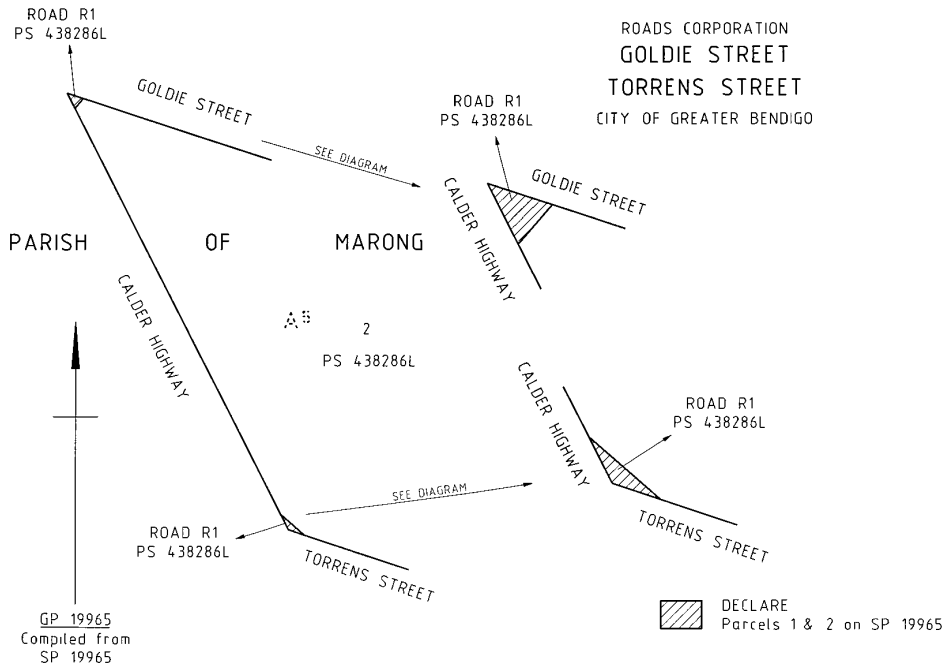 ROAD R1
PS 438286L
ROADS CORPORATION
GOLDIE STREET
TORRENS STREET
CITY OF GREATER BENDIGO
GOLDIE STREET
SEE DIAGRAM
ROAD R1
PS 438286L
GOLDIE STREET
CALDER HIGHWAY
PARISH OF MARONG
CALDER HIGHWAY
A⁵
2
PS 438286L
CALDER HIGHWAY
ROAD R1
PS 438286L
SEE DIAGRAM
ROAD R1
PS 438286L
TORRENS STREET
TORRENS STREET
GP 19965
Compiled from
SP 19965
DECLARE
Parcels 1 & 2 on SP 19965